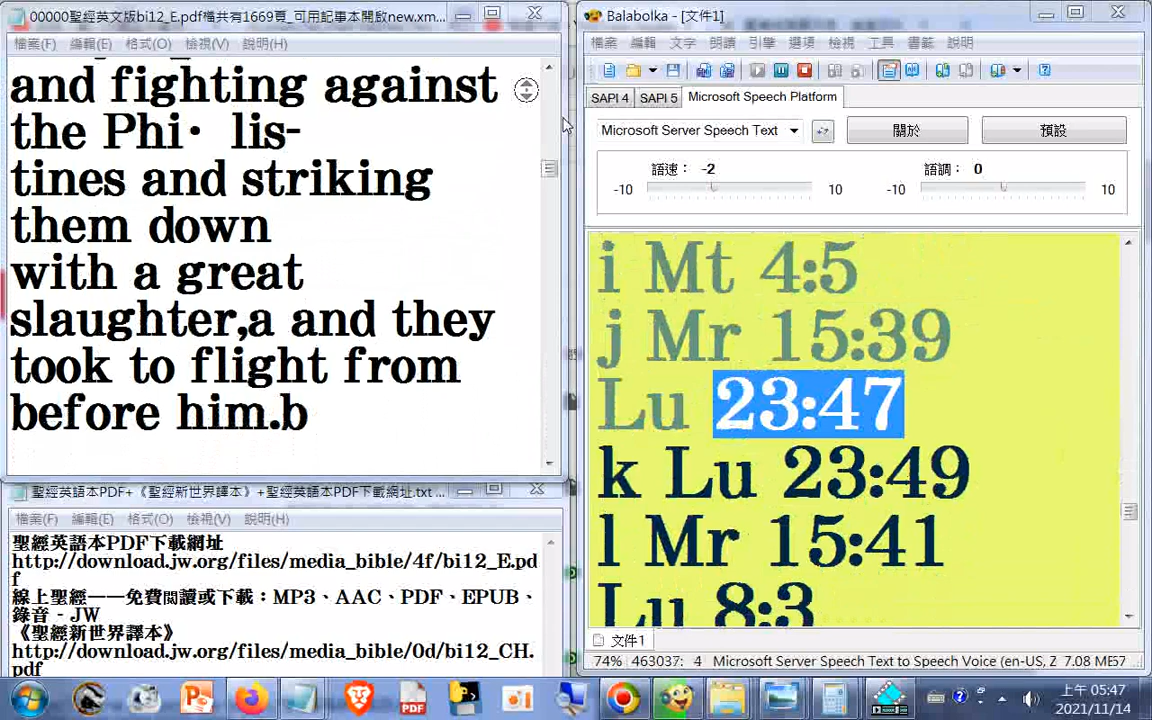 00000聖經英文版bi12_E.pdf檔共有1669頁_可用記事本開啟new.xm...
檔案(F) 編輯(E) 格式(O) 檢視(V) 說明(H)
and fighting against
the Phi· lis-
tines and striking
them down
with a great
slaughter,a and they
took to flight from
before him.b
聖經英語本PDF+《聖經新世界譯本》+聖經英語本PDF下載網址.txt ...
檔案(F) 編輯(E) 格式(O) 檢視(V) 說明(H)
聖經英語本PDF下載網址
http://download.jw.org/files/media_bible/4f/bi12_E.pd
f
線上聖經——免費閱讀或下載：MP3、AAC、PDF、EPUB、
錄音 - JW
《聖經新世界譯本》
http://download.jw.org/files/media_bible/0d/bi12_CH.
pdf
Balabolka - [文件1]
檔案 編輯 文字 朗讀 引擎 選項 檢視 工具 書籤 說明
SAPI 4 SAPI 5 Microsoft Speech Platform
Microsoft Server Speech Text 關於 預設
語速： -2 語調： 0
-10 10 -10 10
i Mt 4:5
j Mr 15:39
Lu 23:47
k Lu 23:49
l Mr 15:41
Lu 8:3
文件1
74% 463037: 4 Microsoft Server Speech Text to Speech Voice (en-US, Z 7.08 ME57
上午 05:47
2021/11/14